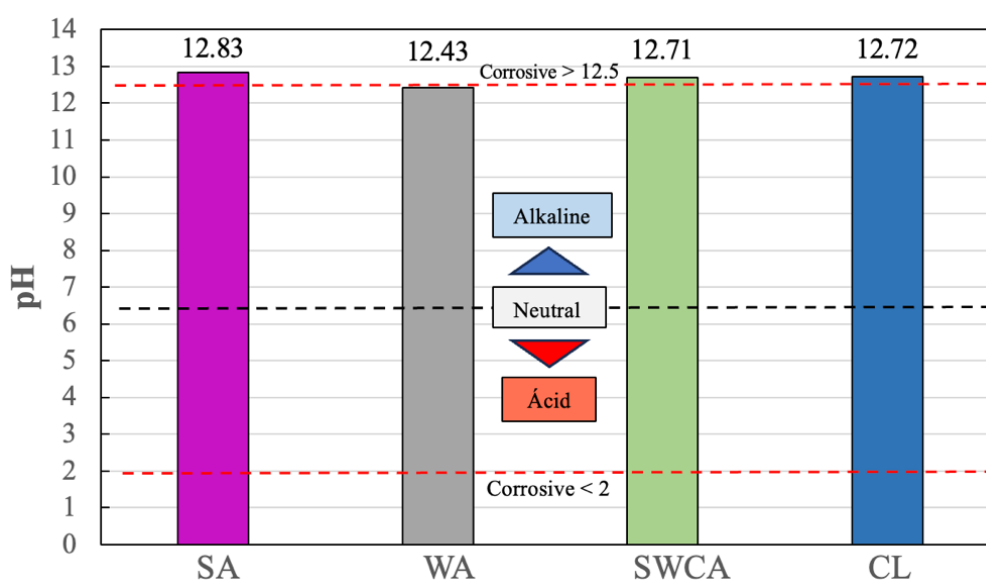 14
13
12
11
10
9
8
7
6
5
4
3
2
1
0
pH
12.83
12.43
12.71
12.72
Corrosive > 12.5
Alkaline
Neutral
Ácid
Corrosive < 2
SA
WA
SWCA
CL